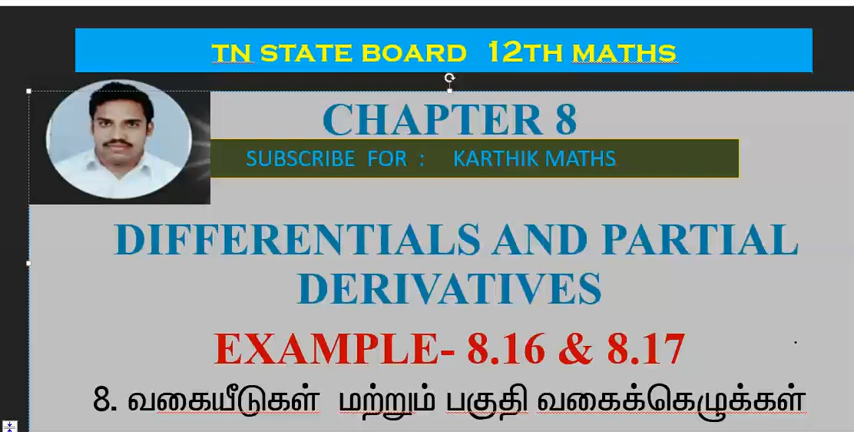 TN STATE BOARD 12TH MATHS
CHAPTER 8
SUBSCRIBE FOR : KARTHIK MATHS
DIFFERENTIALS AND PARTIAL
DERIVATIVES
EXAMPLE- 8.16 & 8.17
8. வகையீடுகள் மற்றும் பகுதி வகைக்கெழுக்கள்